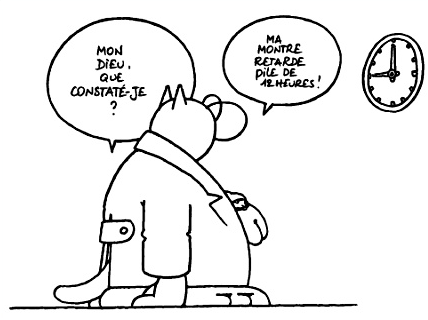 MON
DIEU,
QUE
CONSTATÉ-JE
?
MA
MONTRE
RETARDE
PILE DE
12 HEURES!